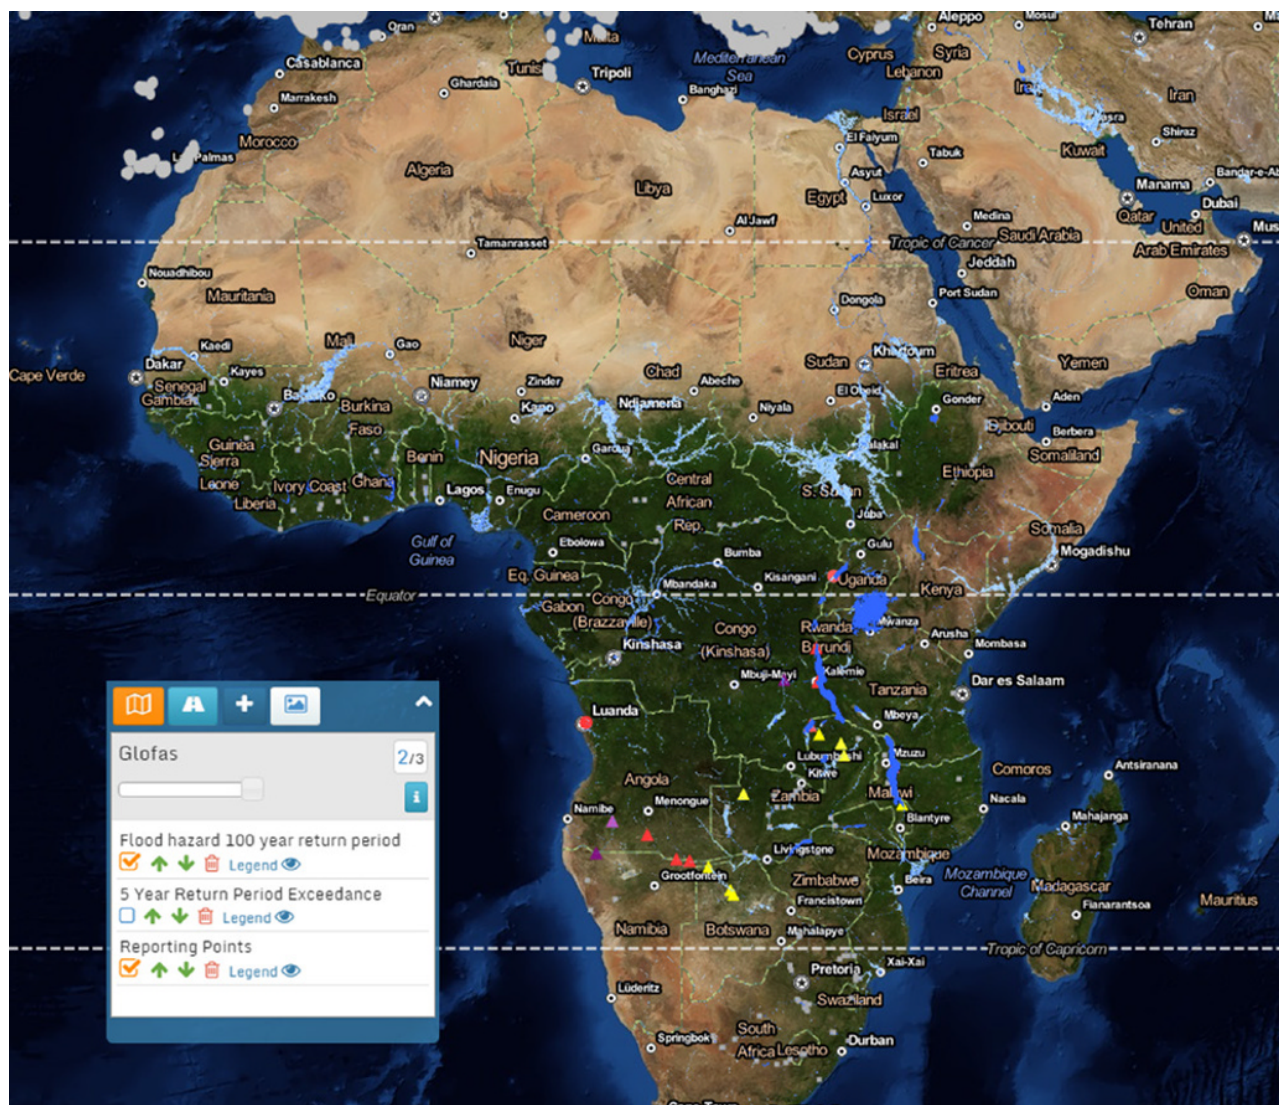 Oran
Malta
Mediterranean
Sea
Cyprus
Aleppo
Mosul
Syria
Tehran
Casablanca
Tunisi
Lebanon
Marrakesh
Ghardaia
Tripoli
Banghazi
Israel
Iran
Shiraz
Morocco
Palmas
El Faiyum
Kuwait
Algeria
Libya
Egypt
Asyut
Tabuk
Manama
Bandar-e-Ab
Luxor
Qatar
Dubai
Al Jawf
Medina
United
Mus
Tamanrasset
Tropic of Cancer
Saudi Arabia
Arab Emirates
Nouadhibou
Jeddah
Mauritania
Dongola
Port Sudan
Oman
Kaedi
Mali
Gao
Niger
Sudan
Khartoum
Yemen
Cape Verde
Dakar
Kayes
Niamey
Zinder
Chad
Abeche
Eritrea
Senegal
Gambia
Bamako
Burkina
Faso
Kano
Ndjamena
Niyala
El Obeid
Gonder
Aden
Djibouti
Berbera
Guinea
Sierra
Leone
Benin
Nigeria
Garoua
Malakal
Somaliland
Ivory Coast
Ghana
Liberia
Lagos
Enugu
Central
African
Rep.
S. Sudan
Ethiopia
Cameroon
Juba
Somalia
Gulf of
Guinea
Ebolowa
Bumba
Gulu
Mogadishu
Eq. Guinea
Mbandaka
Kisangani
Uganda
Kenya
Equator
Gabon
Congo
(Brazzaville)
Congo
(Kinshasa)
Rwanda
Burundi
Mwanza
Arusha
Mombasa
Kinshasa
Mbuji-Mayi
Kalemie
Tanzania
Dar es Salaam
Luanda
Mbeya
Glofas
2/3
Lubumbashi
Mzuzu
Comoros
Antsiranana
Angola
Kitwe
Zambia
Malawi
Nacala
Namibe
Menongue
Blantyre
Mahajanga
Flood hazard 100 year return period
Legend
Livingstone
Mozambique
5 Year Return Period Exceedance
Legend
Grootfontein
Zimbabwe
Beira
Mozambique
Channel
Madagascar
Mauritius
Francistown
Fianarantsoa
Reporting Points
Legend
Namibia
Botswana
Mahalapye
Tropic of Capricorn
Xai-Xai
Pretoria
Lüderitz
Swaziland
Springbok
South
Africa
Lesotho
Durban